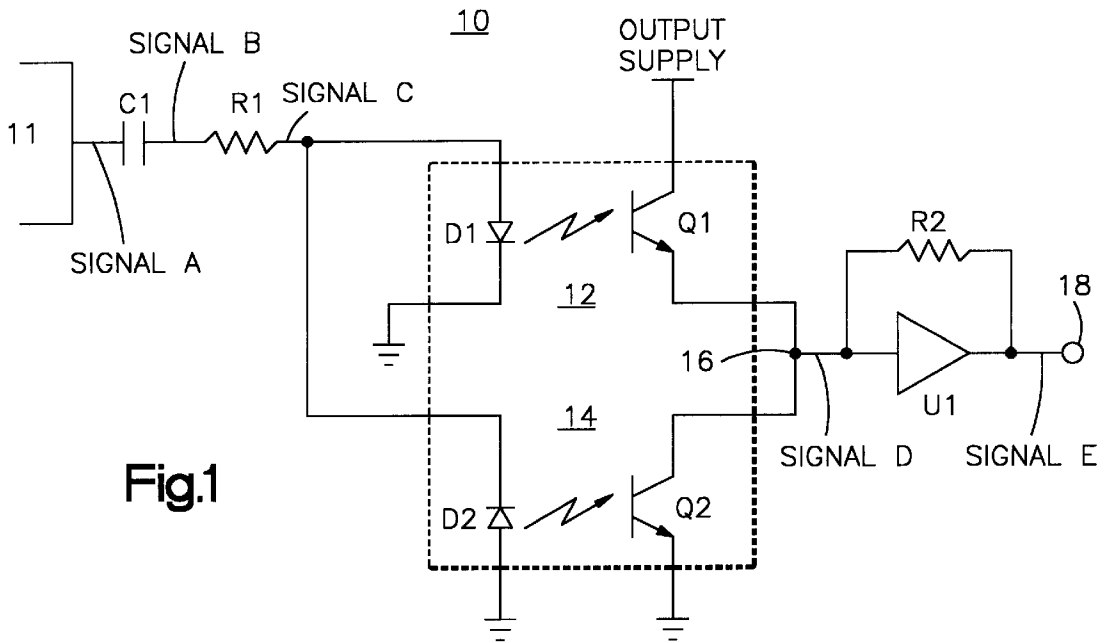 10
OUTPUT
SUPPLY
SIGNAL B
C1
R1
SIGNAL C
11
SIGNAL A
D1
Q1
12
R2
18
16
14
U1
SIGNAL D
SIGNAL E
D2
Q2
Fig.1